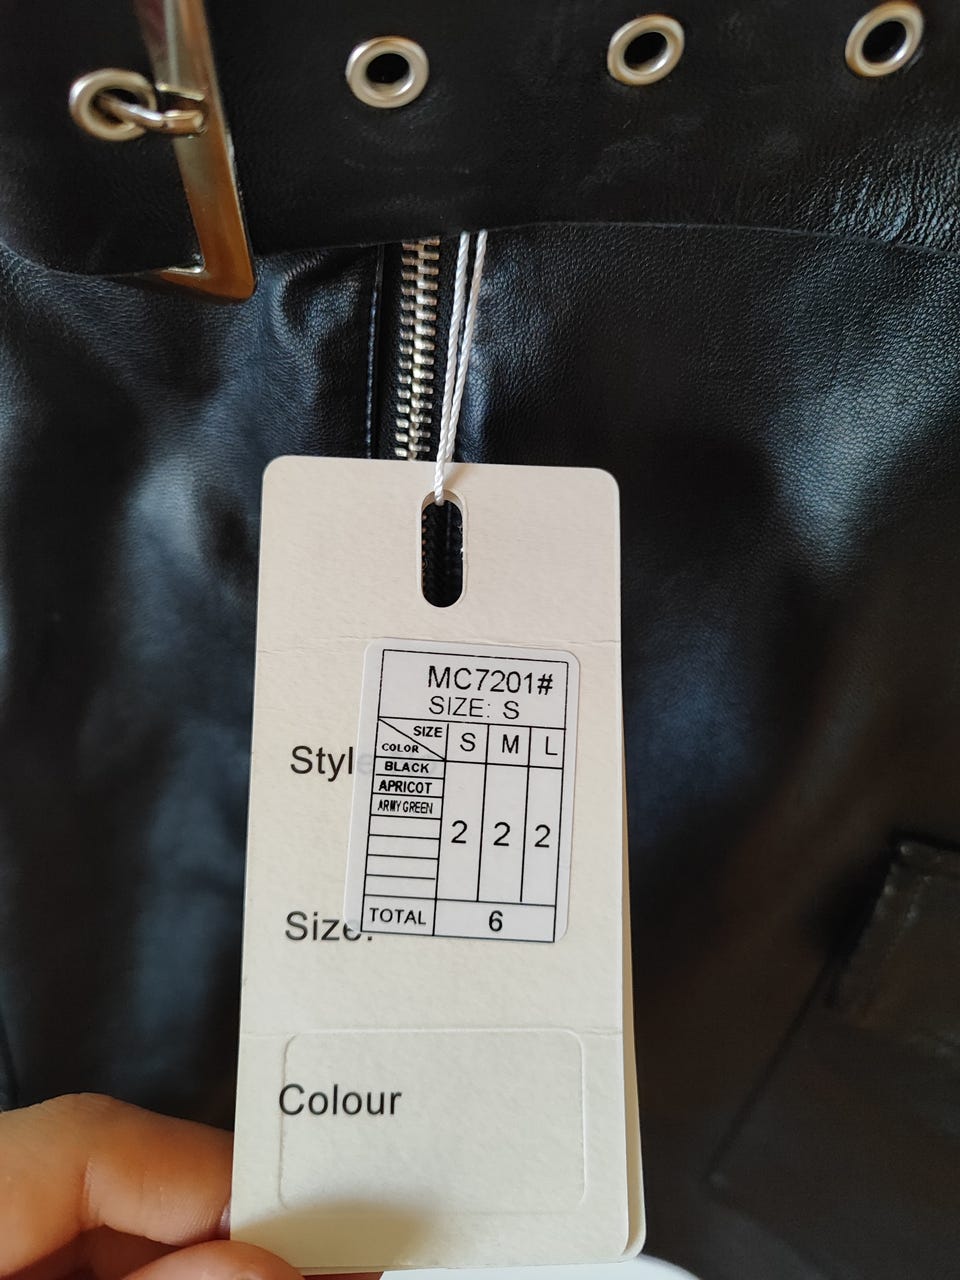 MC7201#
SIZE: S
SIZE
COLOR
S M L
BLACK
APRICOT
ARMY GREEN
2 2 2
TOTAL 6
Style
Size:
Colour